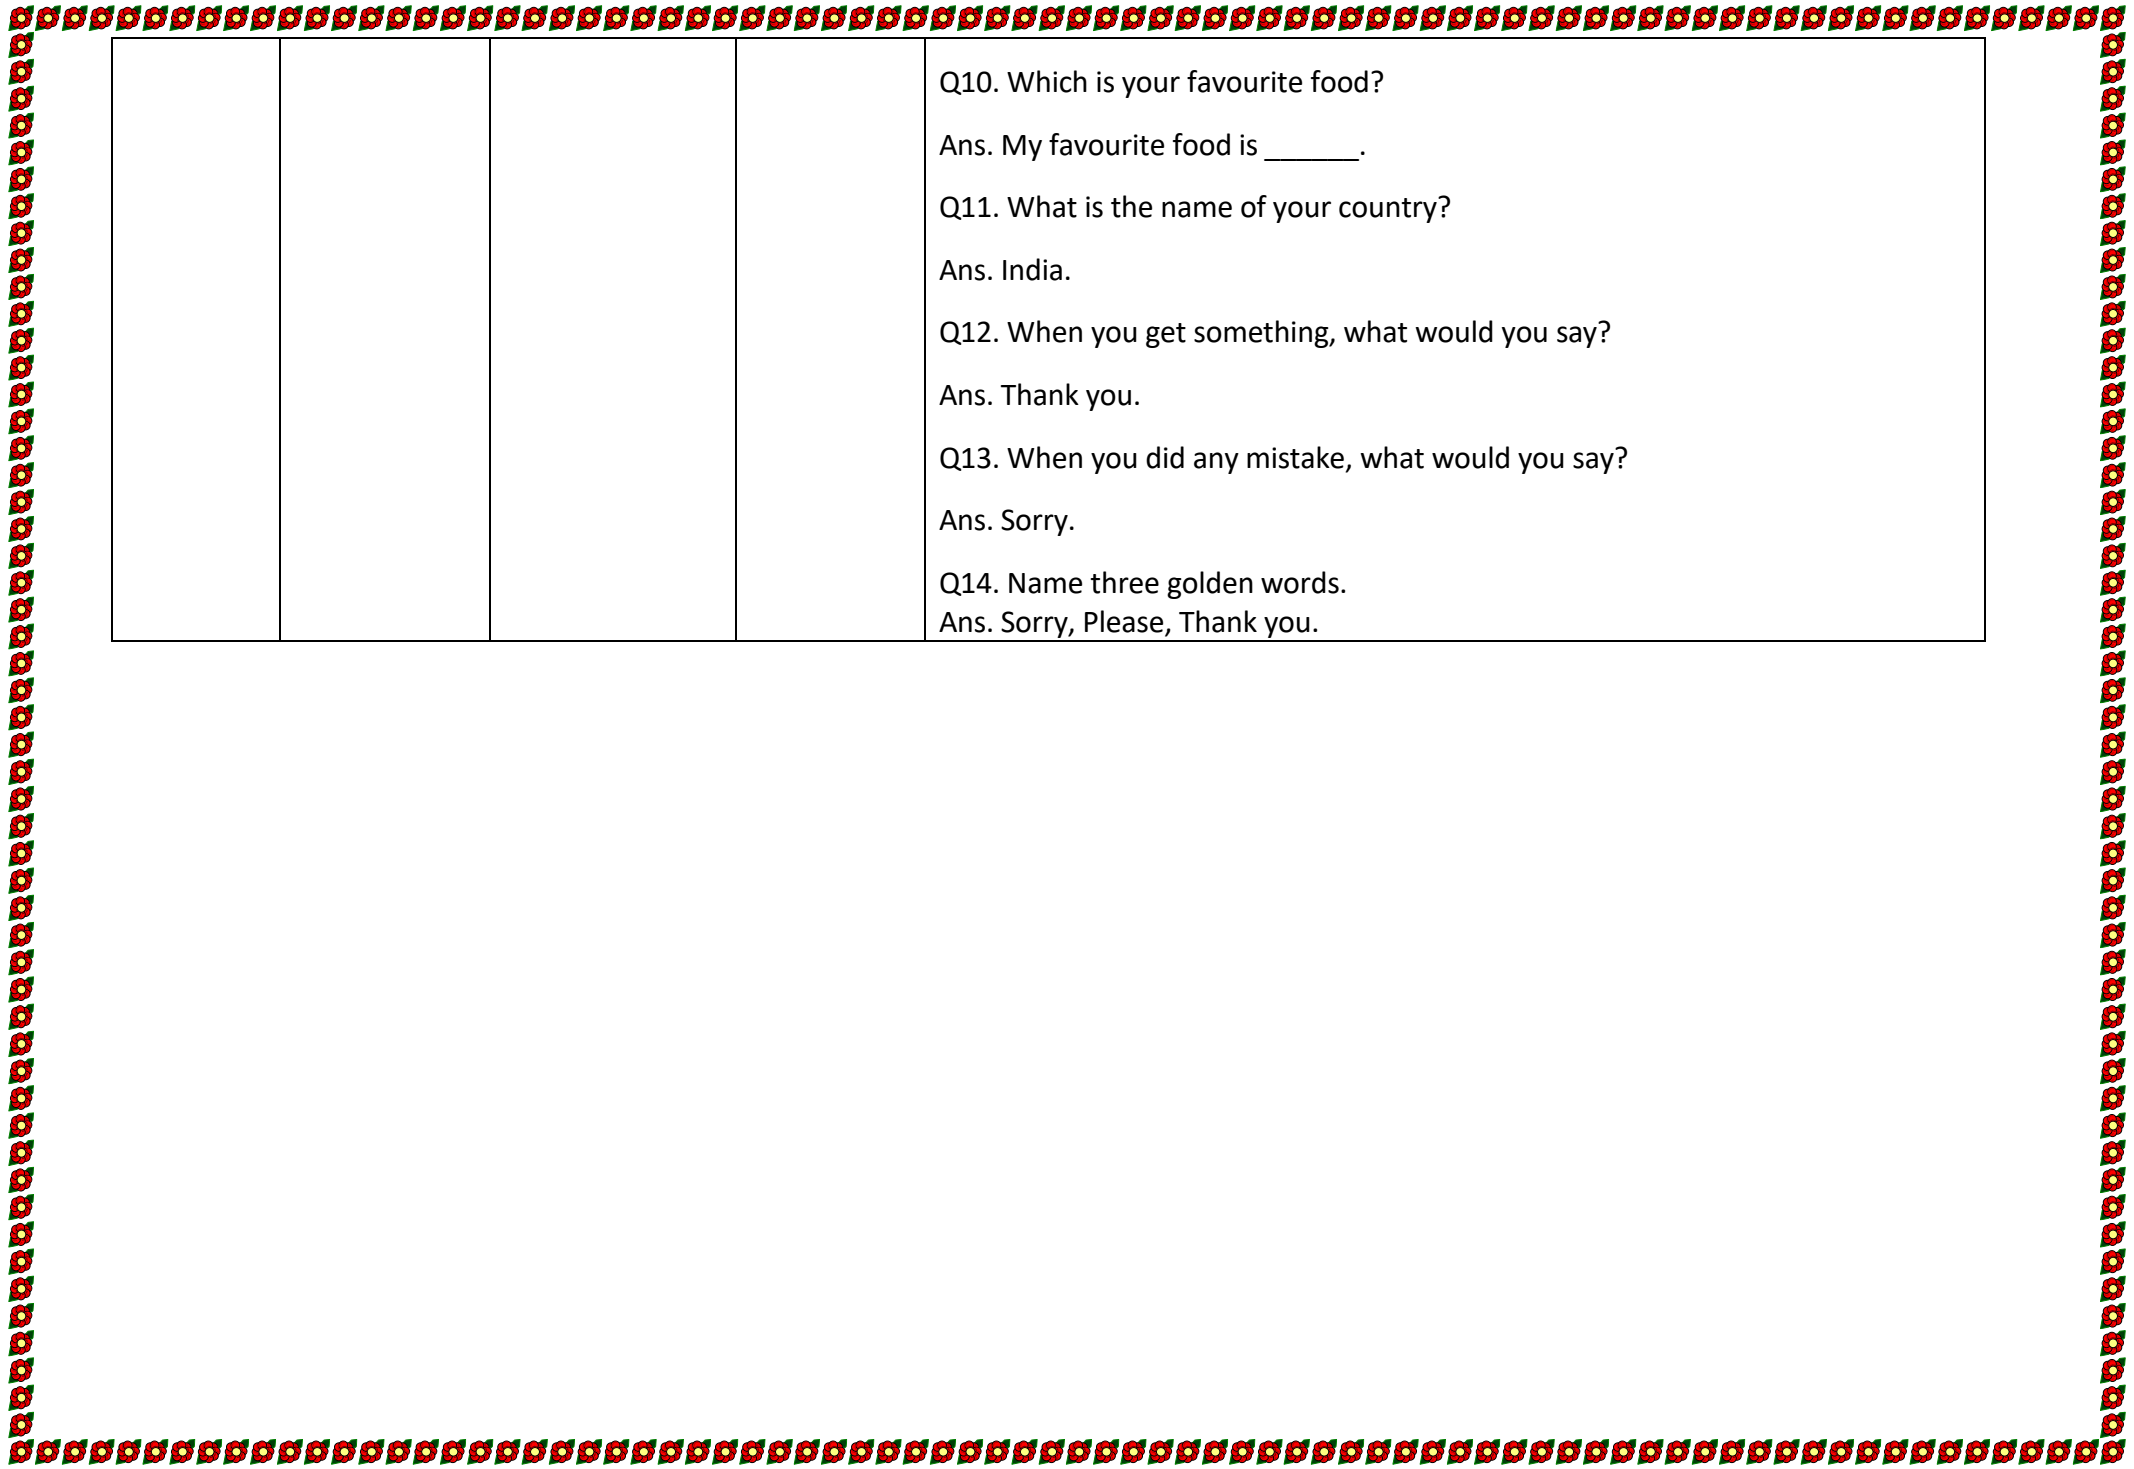 Q10. Which is your favourite food?
Ans. My favourite food is ______.
Q11. What is the name of your country?
Ans. India.
Q12. When you get something, what would you say?
Ans. Thank you.
Q13. When you did any mistake, what would you say?
Ans. Sorry.
Q14. Name three golden words.
Ans. Sorry, Please, Thank you.